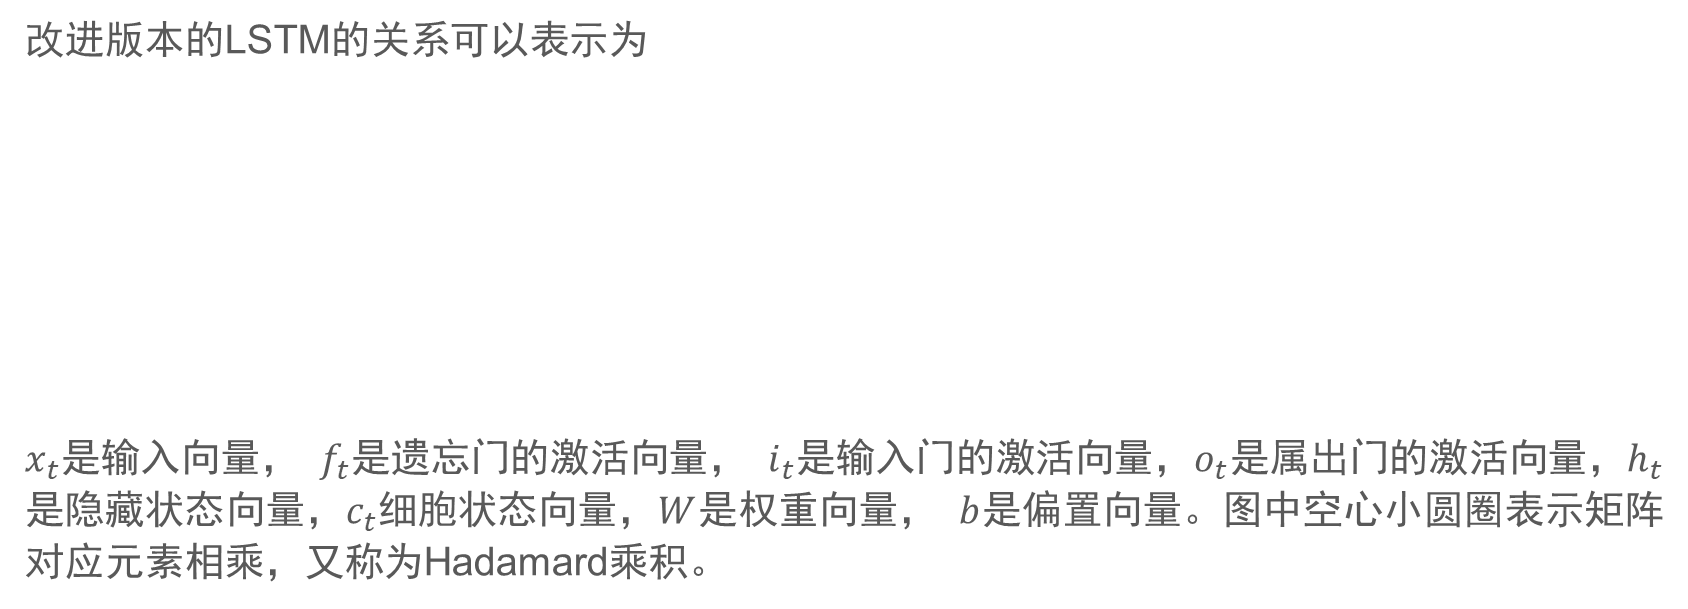 改进版本的LSTM的关系可以表示为
x_t是输入向量， f_t是遗忘门的激活向量， i_t是输入门的激活向量，o_t是属出门的激活向量，h_t
是隐藏状态向量，c_t细胞状态向量，W是权重向量， b是偏置向量。图中空心小圆圈表示矩阵
对应元素相乘，又称为Hadamard乘积。